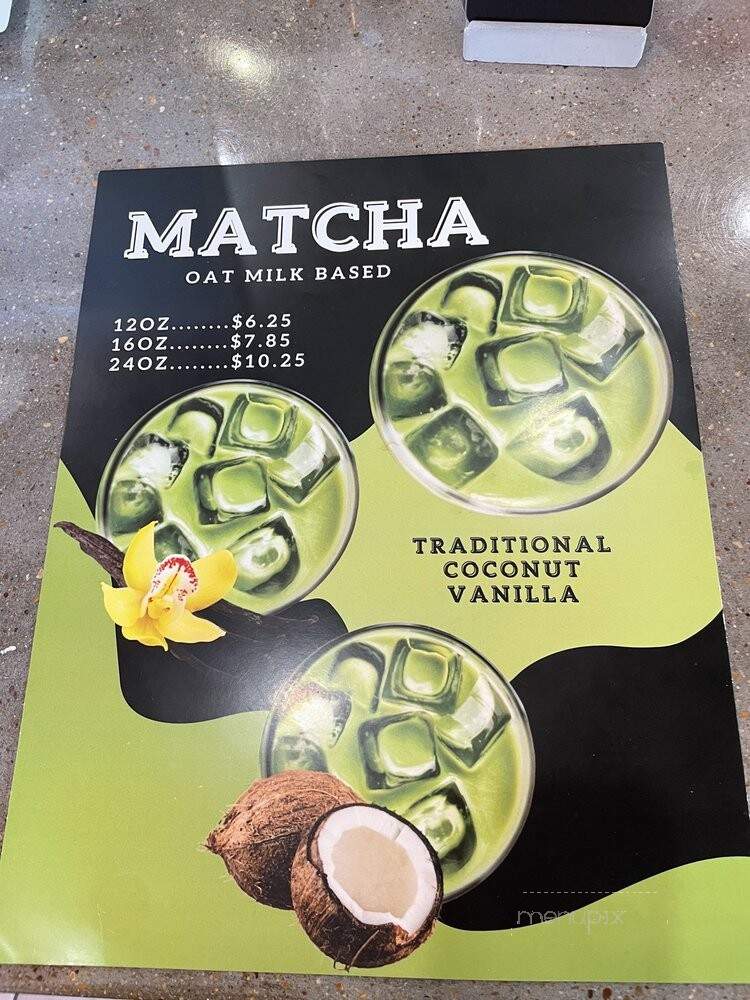 MATCHA
OAT MILK BASED
12OZ........$6.25
16OZ........$7.85
24OZ........$10.25
TRADITIONAL
COCONUT
VANILLA
menupix